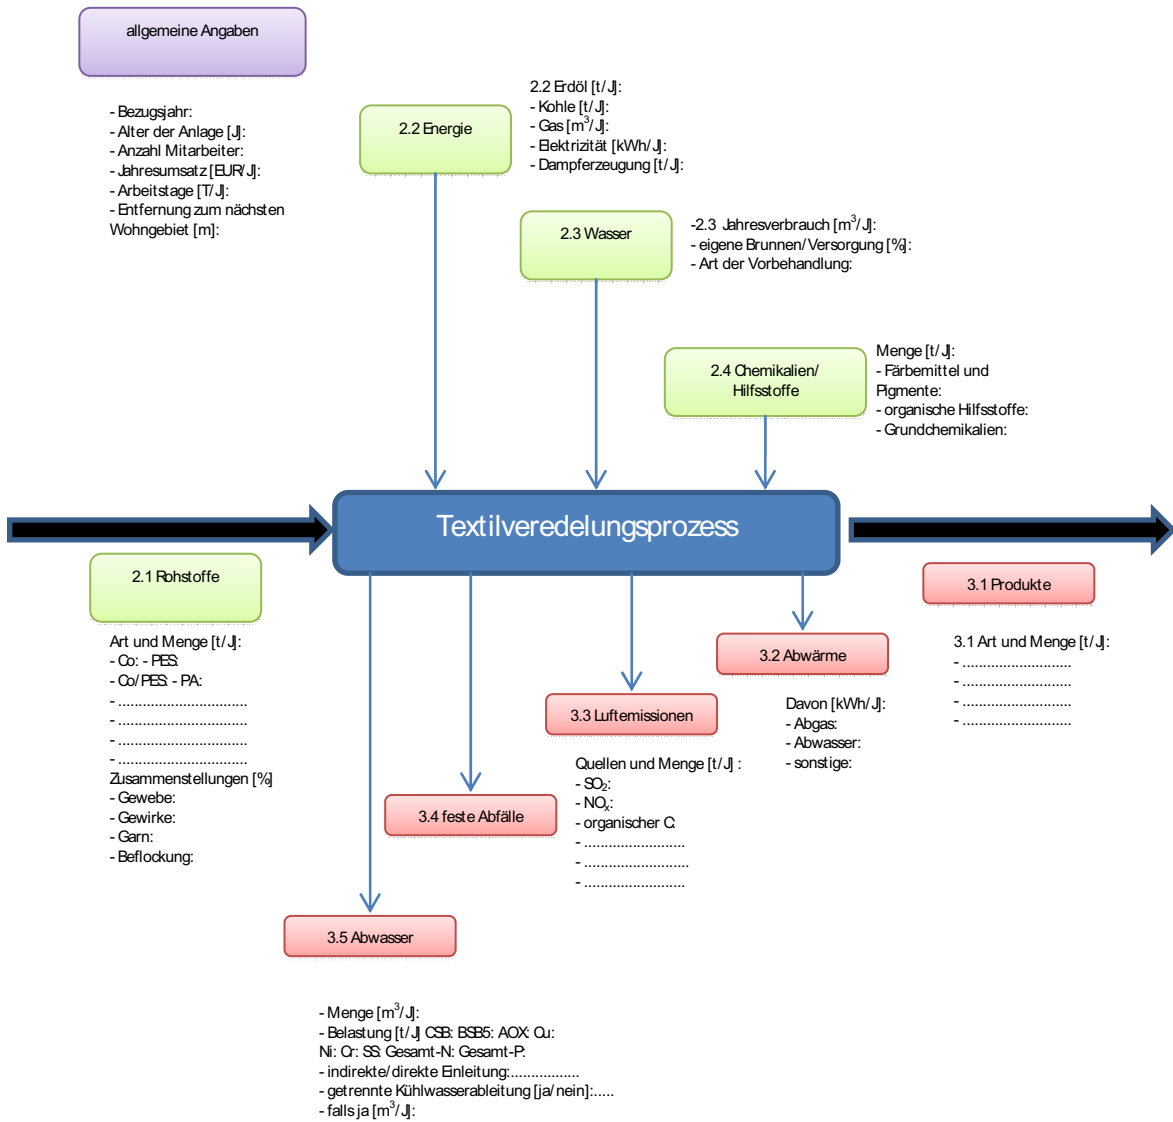 allgemeine Angaben
- Bezugsjahr:
- Alter der Anlage [J]:
- Anzahl Mitarbeiter:
- Jahresumsatz [EUR/J]:
- Arbeitstage [T/J]:
- Entfernung zum nächsten
Wohngebiet [m]:
2.2 Energie
2.2 Erdöl [t/J]:
- Kohle [t/J]:
- Gas [m³/J]:
- Elektrizität [kWh/J]:
- Dampferzeugung [t/J]:
2.3 Wasser
-2.3 Jahresverbrauch [m³/J]:
- eigene Brunnen/Versorgung [%]:
- Art der Vorbehandlung:
2.4 Chemikalien/
Hilfsstoffe
Menge [t/J]:
- Färbemittel und
Pigmente:
- organische Hilfsstoffe:
- Grundchemikalien:
Textilveredelungsprozess
2.1 Rohstoffe
Art und Menge [t/J]:
- Co: - PES:
- Co/PES: - PA:
- ................................
- ................................
- ................................
- ................................
Zusammenstellungen [%]
- Gewebe:
- Gewirke:
- Garn:
- Beflockung:
3.1 Produkte
3.1 Art und Menge [t/J]:
- ...........................
- ...........................
- ...........................
- ...........................
3.2 Abwärme
Davon [kWh/J]:
- Abgas:
- Abwasser:
- sonstige:
3.3 Luftemissionen
Quellen und Menge [t/J] :
- SO₂:
- NOₓ:
- organischer C:
- .........................
- ..........................
- .........................
3.4 feste Abfälle
3.5 Abwasser
- Menge [m³/J]:
- Belastung [t/J] CSB: BSB5: AOX: Cu:
Ni: Cr: SS: Gesamt-N: Gesamt-P:
- indirekte/direkte Einleitung:.................
- getrennte Kühlwasserableitung [ja/nein]:.....
- falls ja [m³/J]: